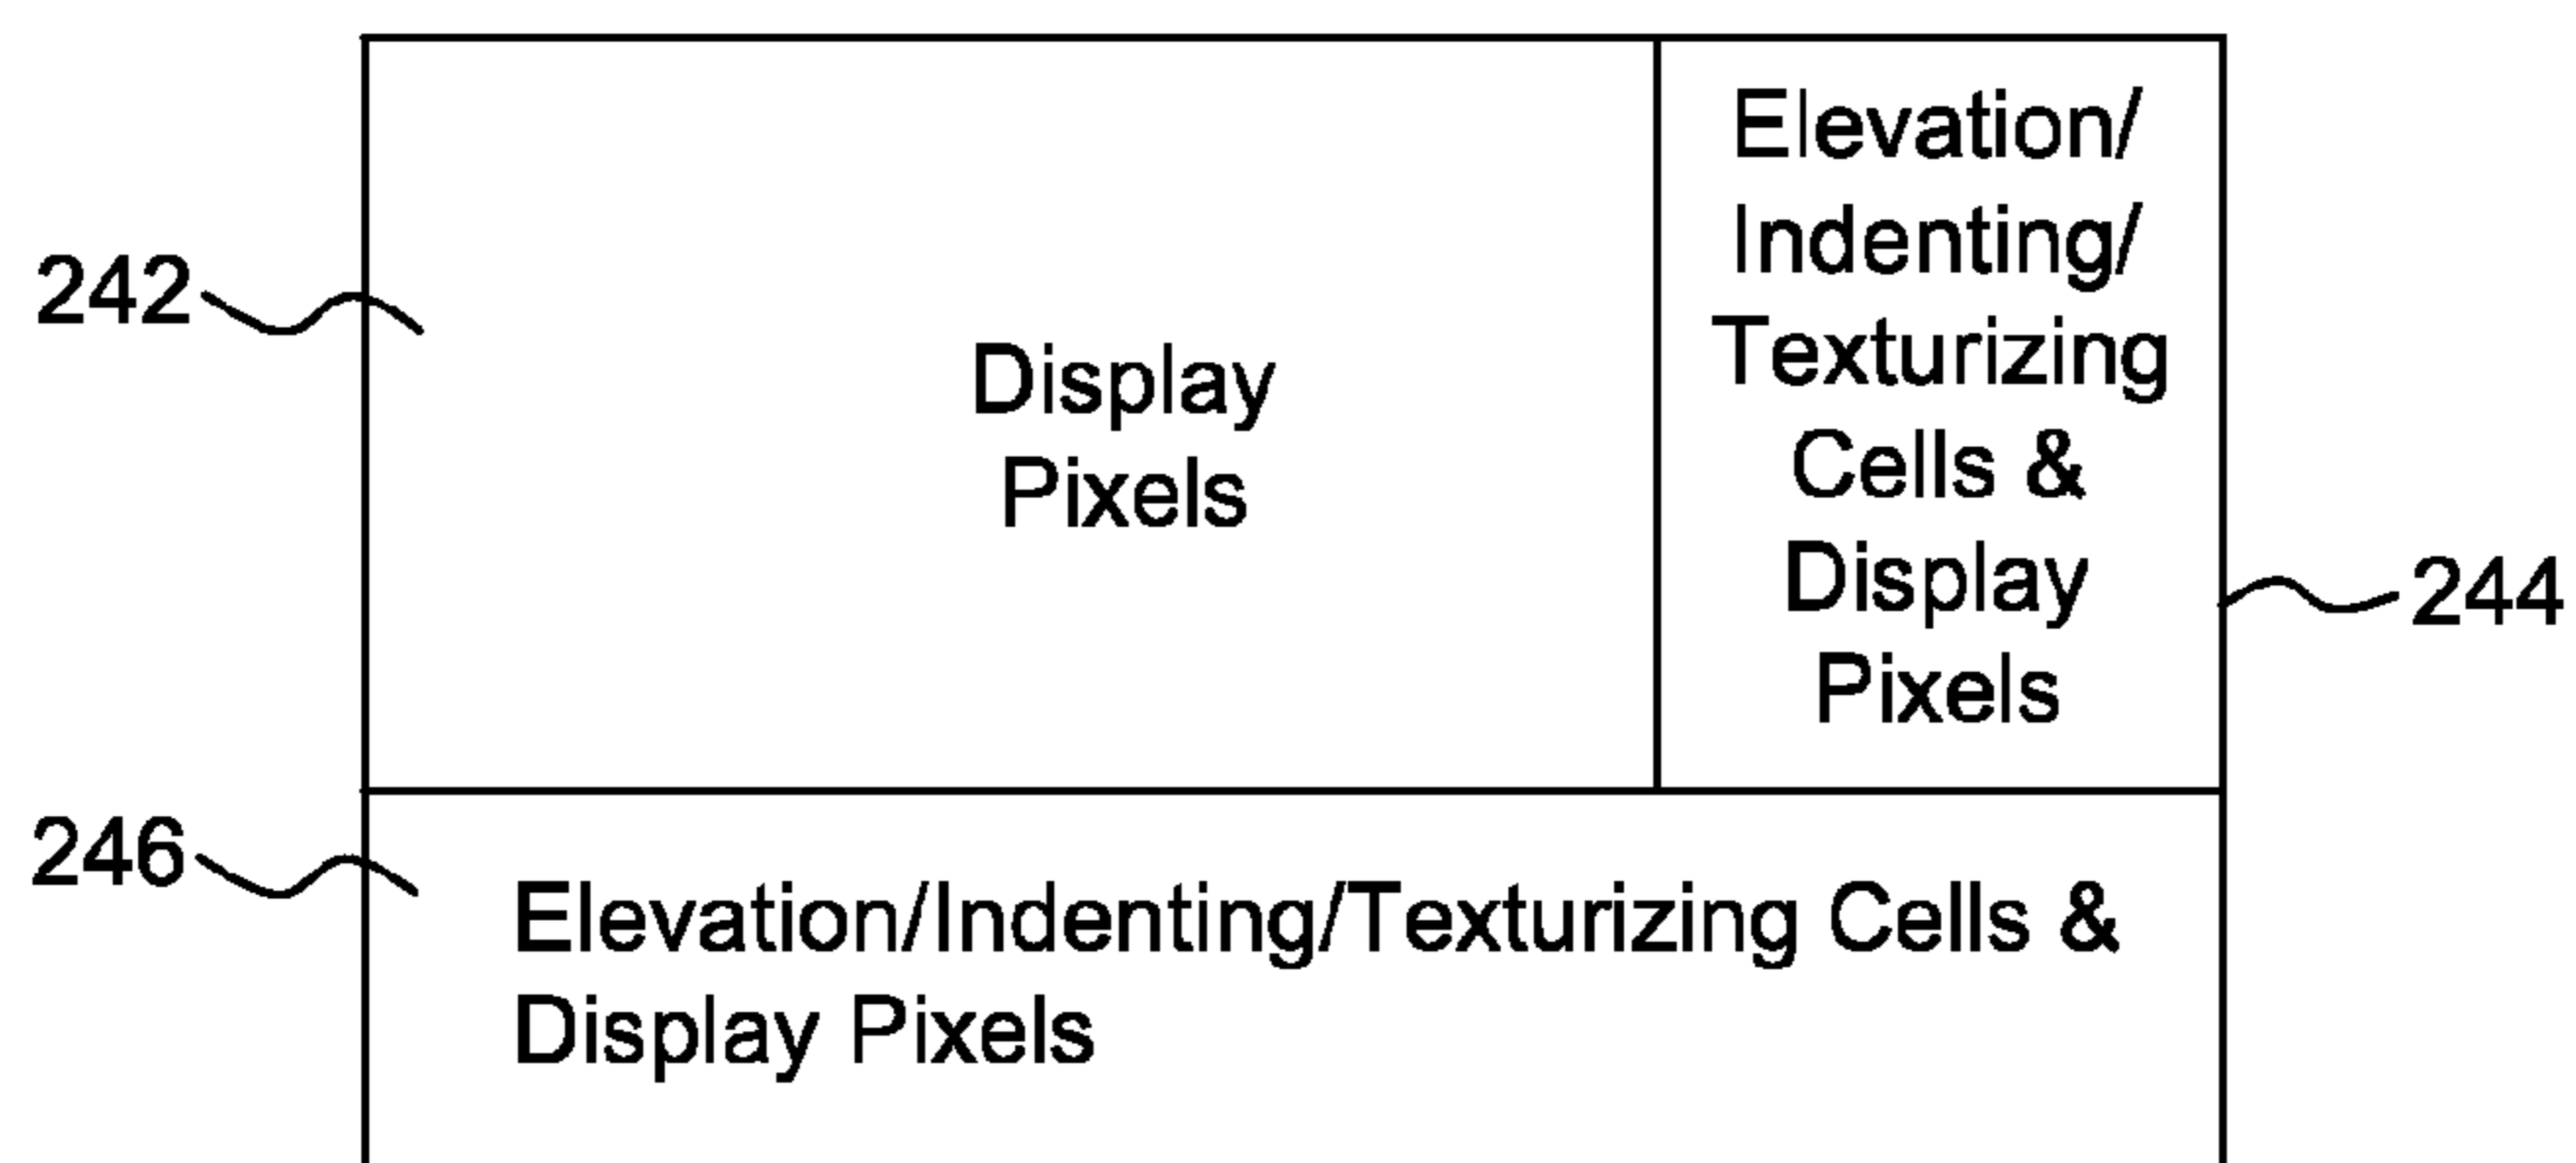 242
Display
Pixels
Elevation/
Indenting/
Texturizing
Cells &
Display
Pixels
244
246
Elevation/Indenting/Texturizing Cells &
Display Pixels